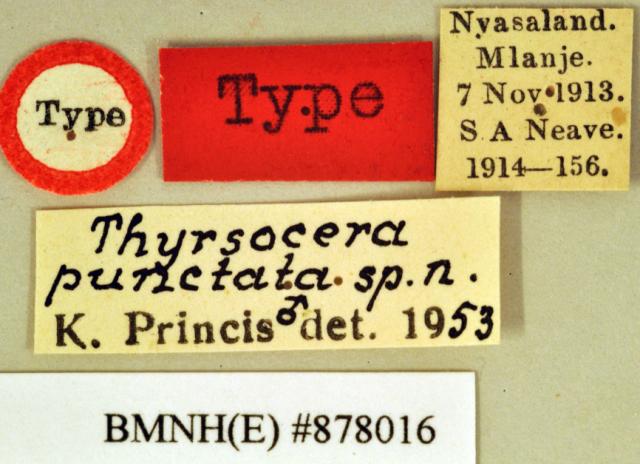 Type
Type
Nyasaland.
Mlanje.
7 Nov. 1913.
S A Neave.
1914—156.
Thyrsocera
punctata. sp. n.
K. Princis ♂ det. 1953
BMNH(E) #878016